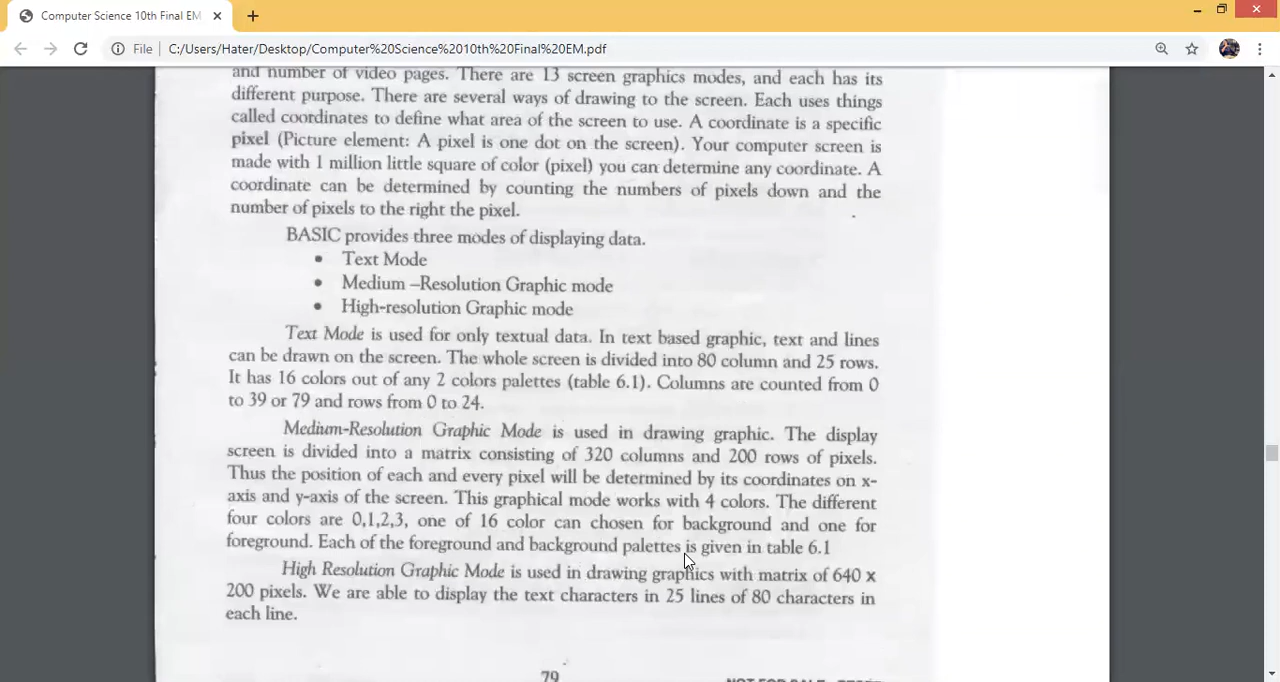 Computer Science 10th Final EM
File
C:/Users/Hater/Desktop/Computer%20Science%2010th%20Final%20EM.pdf
and number of video pages. There are 13 screen graphics modes, and each has its
different purpose. There are several ways of drawing to the screen. Each uses things
called coordinates to define what area of the screen to use. A coordinate is a specific
pixel (Picture element: A pixel is one dot on the screen). Your computer screen is
made with 1 million little square of color (pixel) you can determine any coordinate. A
coordinate can be determined by counting the numbers of pixels down and the
number of pixels to the right the pixel.
BASIC provides three modes of displaying data.
• Text Mode
• Medium –Resolution Graphic mode
• High-resolution Graphic mode
Text Mode is used for only textual data. In text based graphic, text and lines
can be drawn on the screen. The whole screen is divided into 80 column and 25 rows.
It has 16 colors out of any 2 colors palettes (table 6.1). Columns are counted from 0
to 39 or 79 and rows from 0 to 24.
Medium-Resolution Graphic Mode is used in drawing graphic. The display
screen is divided into a matrix consisting of 320 columns and 200 rows of pixels.
Thus the position of each and every pixel will be determined by its coordinates on x-
axis and y-axis of the screen. This graphical mode works with 4 colors. The different
four colors are 0,1,2,3, one of 16 color can chosen for background and one for
foreground. Each of the foreground and background palettes is given in table 6.1
High Resolution Graphic Mode is used in drawing graphics with matrix of 640 x
200 pixels. We are able to display the text characters in 25 lines of 80 characters in
each line.
79